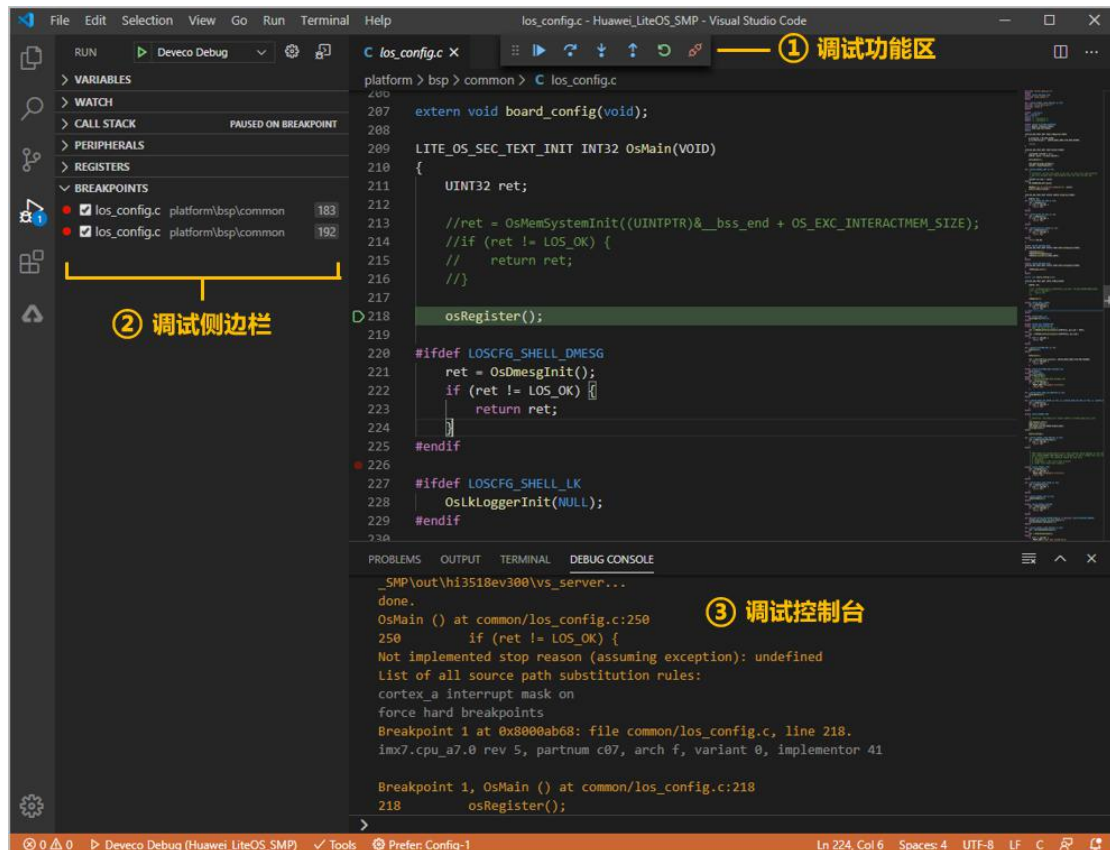 File Edit Selection View Go Run Terminal Help los_config.c - Huawei_LiteOS_SMP - Visual Studio Code
RUN Deveco Debug
los_config.c
① 调试功能区
platform > bsp > common > C los_config.c
VARIABLES
WATCH
CALL STACK PAUSED ON BREAKPOINT
PERIPHERALS
REGISTERS
BREAKPOINTS
los_config.c platform\bsp\common 183
los_config.c platform\bsp\common 192
② 调试侧边栏
206
207 extern void board_config(void);
208
209 LITE_OS_SEC_TEXT_INIT INT32 OsMain(VOID)
210 {
211 UINT32 ret;
212
213 //ret = OsMemSystemInit((UINTPTR)&__bss_end + OS_EXC_INTERACTMEM_SIZE);
214 //if (ret != LOS_OK) {
215 // return ret;
216 //}
217
218 osRegister();
219
220 #ifdef LOSCFG_SHELL_DMESG
221 ret = OsDmesgInit();
222 if (ret != LOS_OK) {
223 return ret;
224 }
225 #endif
226
227 #ifdef LOSCFG_SHELL_LK
228 OsLkLoggerInit(NULL);
229 #endif
230
PROBLEMS OUTPUT TERMINAL DEBUG CONSOLE
_SMP\out\hi3518ev300\vs_server...
done.
OsMain () at common/los_config.c:250
250 if (ret != LOS_OK) {
Not implemented stop reason (assuming exception): undefined
List of all source path substitution rules:
cortex_a interrupt mask on
force hard breakpoints
Breakpoint 1 at 0x8000ab68: file common/los_config.c, line 218.
imx7.cpu_a7.0 rev 5, partnum c07, arch f, variant 0, implementor 41
Breakpoint 1, OsMain () at common/los_config.c:218
218 osRegister();
③ 调试控制台
0 0 Deveco Debug (Huawei_LiteOS_SMP) Tools Prefer: Config-1 Ln 224, Col 6 Spaces: 4 UTF-8 LF C